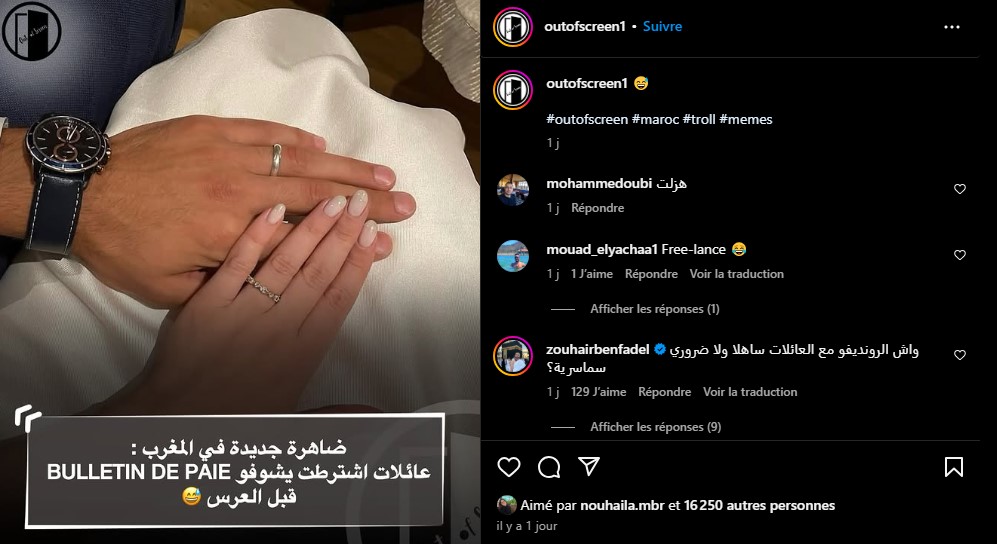 Out of Screen
ضاهرة جديدة في المغرب :
عائلات اشترطت يشوفو BULLETIN DE PAIE
قبل العرس 😅
outofscreen1 • Suivre
outofscreen1 😅
#outofscreen #maroc #troll #memes
1 j
mohammedoubi هزلت
1 j Répondre
mouad_elyachaa1 Free-lance 😂
1 j 1 J’aime Répondre Voir la traduction
Afficher les réponses (1)
zouhairbenfadel واش الرونديفو مع العائلات ساهلا ولا ضروري
سماسرية؟
1 j 129 J’aime Répondre Voir la traduction
Afficher les réponses (9)
Aimé par nouhaila.mbr et 16 250 autres personnes
il y a 1 jour